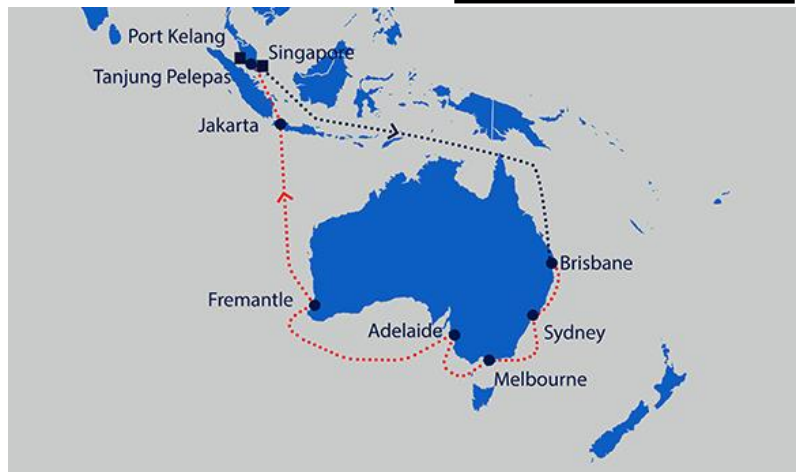 Port Kelang
Singapore
Tanjung Pelepas
Jakarta
Brisbane
Fremantle
Adelaide
Sydney
Melbourne